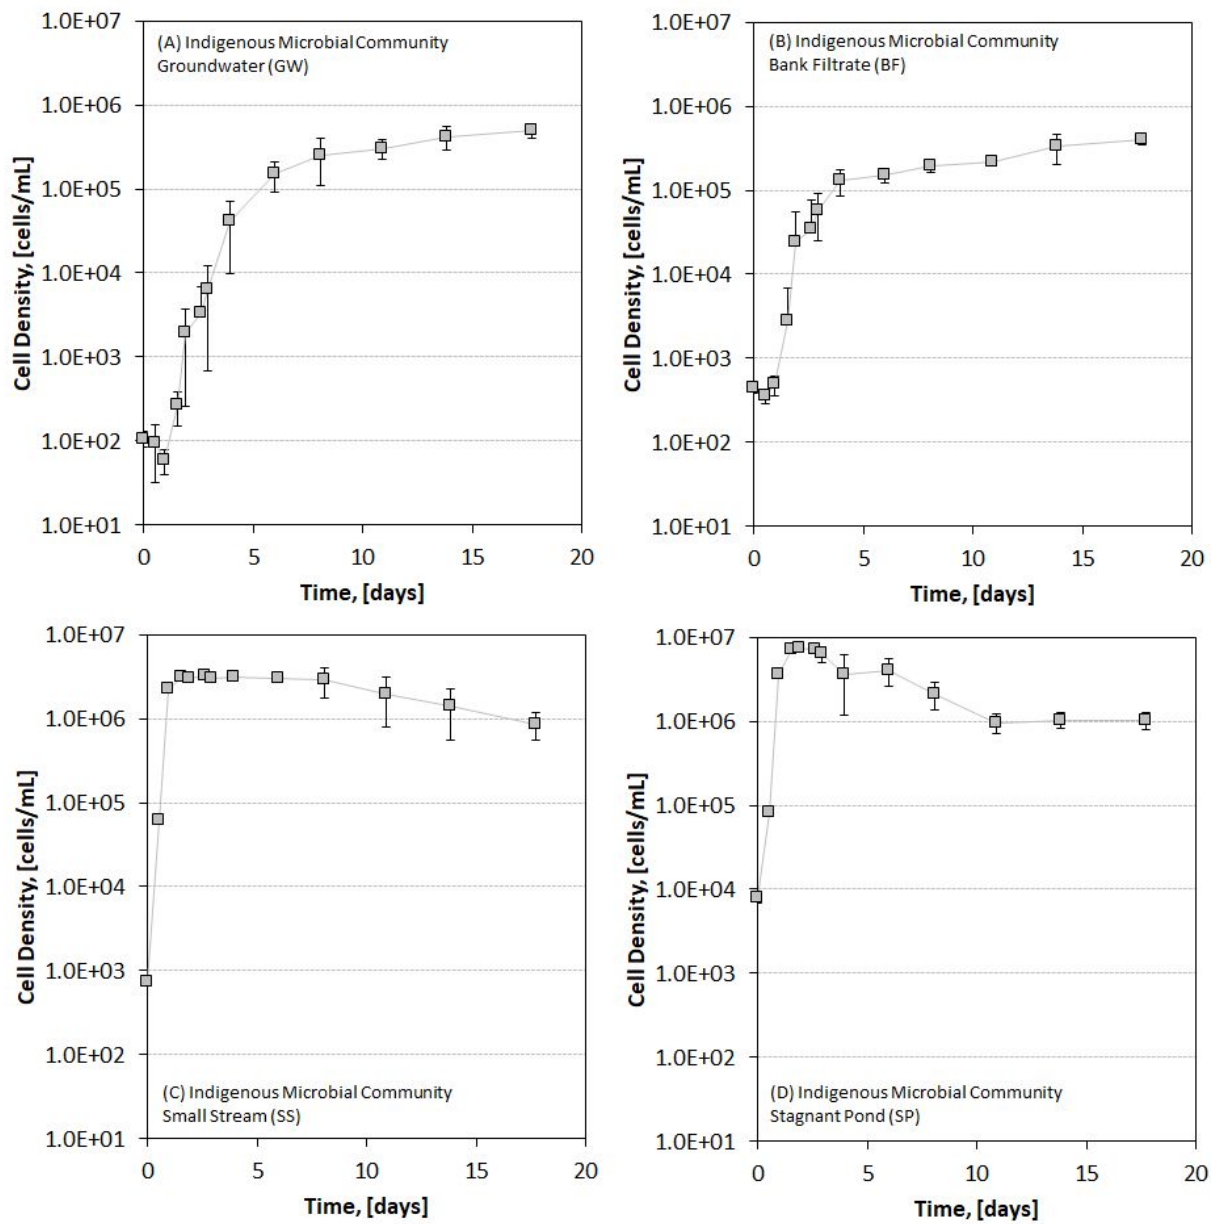 (A) Indigenous Microbial Community
Groundwater (GW)
Cell Density, [cells/mL]
1.0E+07
1.0E+06
1.0E+05
1.0E+04
1.0E+03
1.0E+02
1.0E+01
0 5 10 15 20
Time, [days]
(B) Indigenous Microbial Community
Bank Filtrate (BF)
Cell Density, [cells/mL]
1.0E+07
1.0E+06
1.0E+05
1.0E+04
1.0E+03
1.0E+02
1.0E+01
0 5 10 15 20
Time, [days]
Cell Density, [cells/mL]
1.0E+07
1.0E+06
1.0E+05
1.0E+04
1.0E+03
1.0E+02
1.0E+01
(C) Indigenous Microbial Community
Small Stream (SS)
0 5 10 15 20
Time, [days]
Cell Density, [cells/mL]
1.0E+07
1.0E+06
1.0E+05
1.0E+04
1.0E+03
1.0E+02
1.0E+01
(D) Indigenous Microbial Community
Stagnant Pond (SP)
0 5 10 15 20
Time, [days]